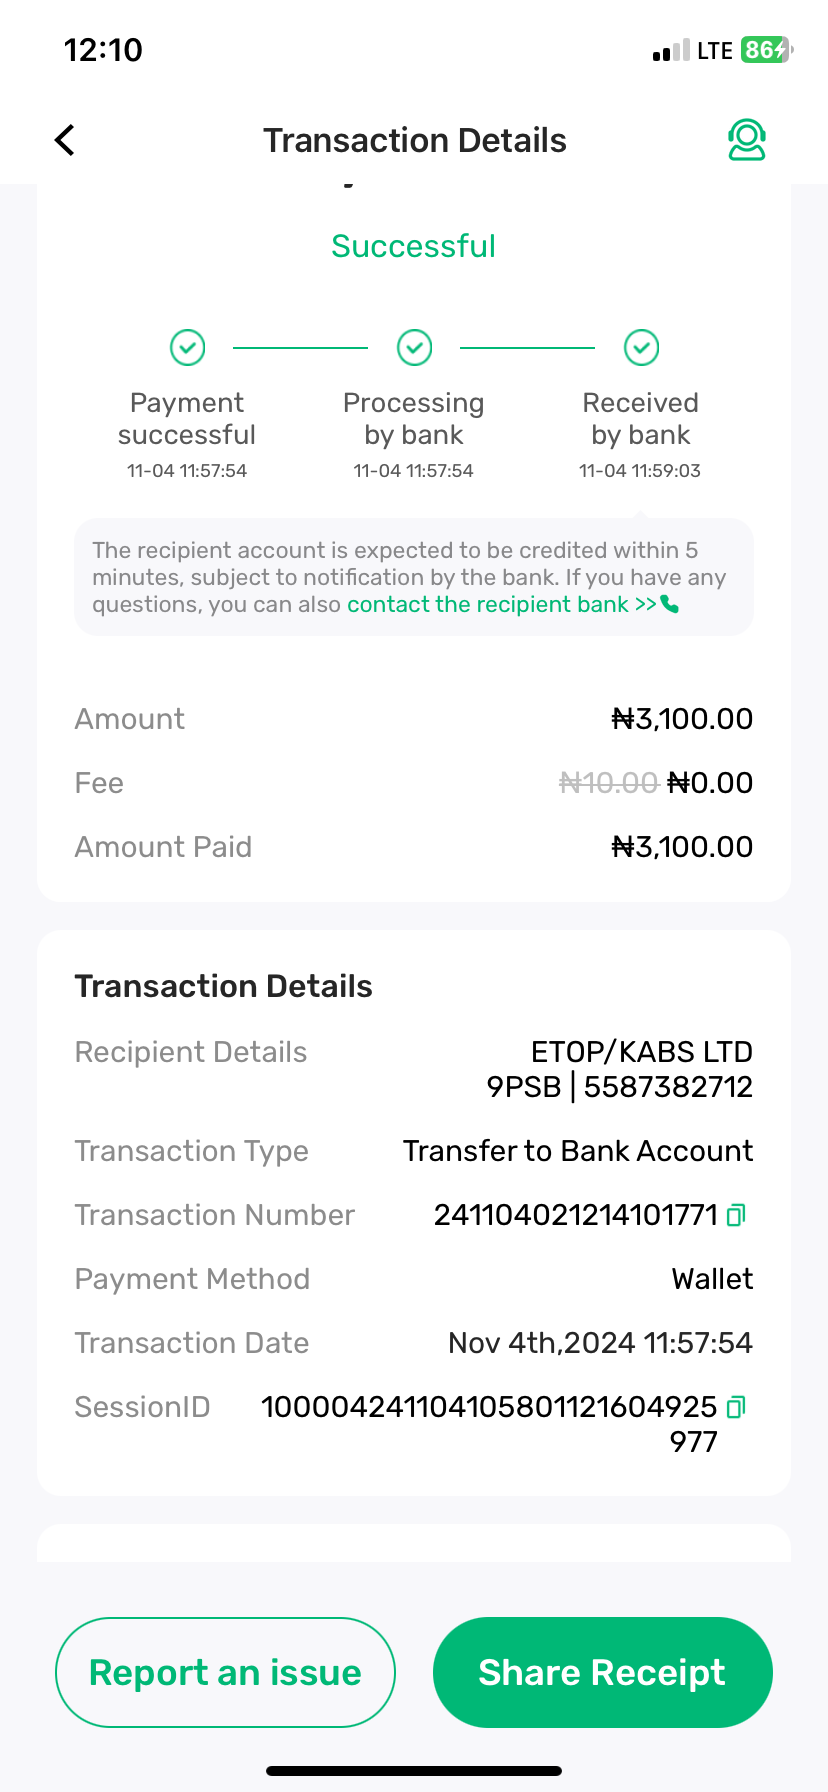 12:10
LTE 86
Transaction Details
Successful
Payment
successful
11-04 11:57:54
Processing
by bank
11-04 11:57:54
Received
by bank
11-04 11:59:03
The recipient account is expected to be credited within 5
minutes, subject to notification by the bank. If you have any
questions, you can also contact the recipient bank >>
Amount ₦3,100.00
Fee ₦10.00 ₦0.00
Amount Paid ₦3,100.00
Transaction Details
Recipient Details ETOP/KABS LTD
9PSB | 5587382712
Transaction Type Transfer to Bank Account
Transaction Number 241104021214101771
Payment Method Wallet
Transaction Date Nov 4th,2024 11:57:54
SessionID 100004241104105801121604925
977
Report an issue
Share Receipt